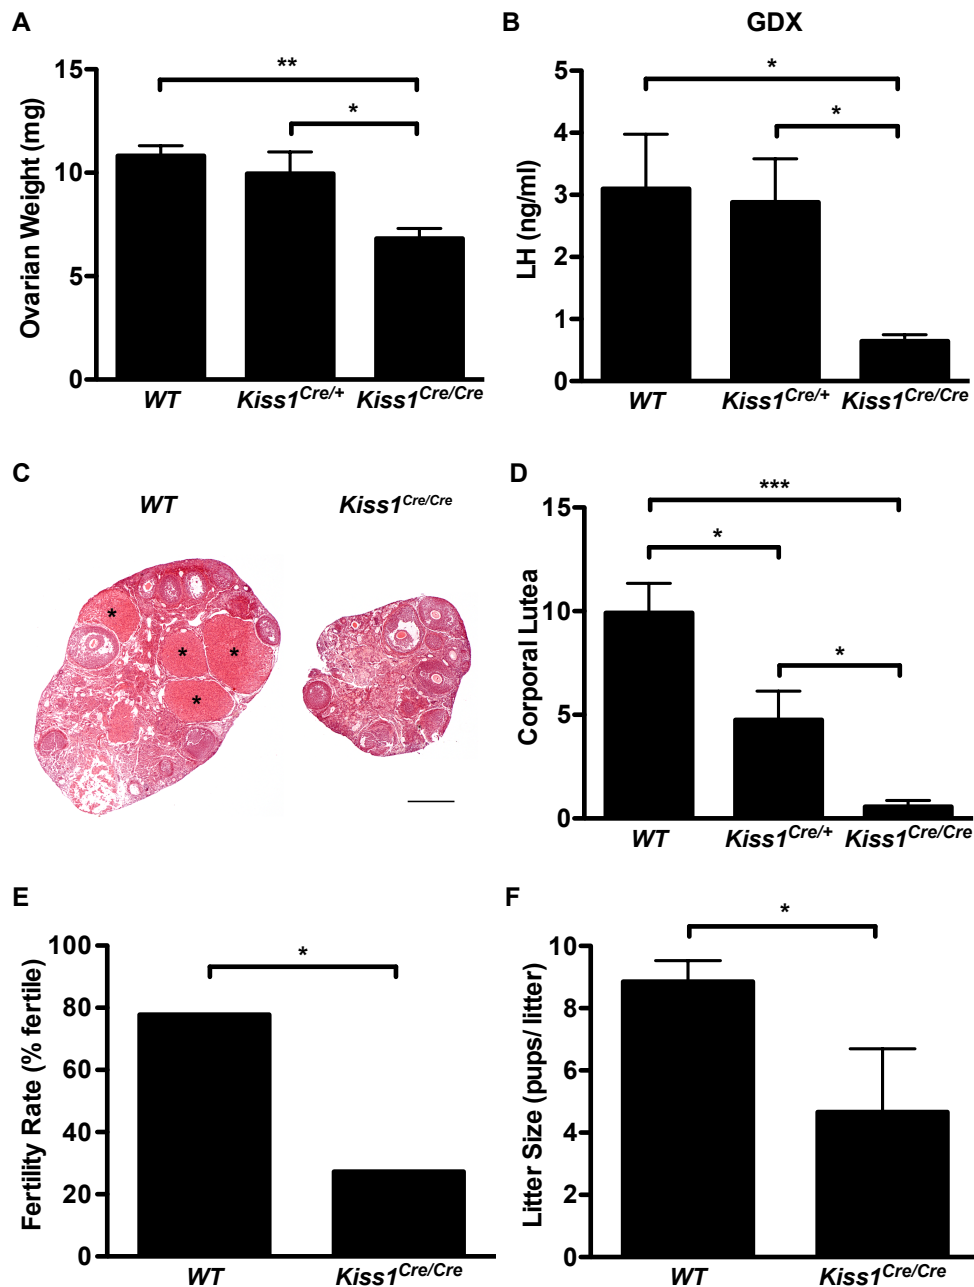 A
15
10
5
0
Ovarian Weight (mg)
**
*
WT
Kiss1Cre/+
Kiss1Cre/Cre
B
GDX
5
4
3
2
1
0
LH (ng/ml)
*
*
WT
Kiss1Cre/+
Kiss1Cre/Cre
C
WT
Kiss1Cre/Cre
*
*
*
*
D
15
10
5
0
Corporal Lutea
***
*
*
WT
Kiss1Cre/+
Kiss1Cre/Cre
E
100
80
60
40
20
0
Fertility Rate (% fertile)
*
WT
Kiss1Cre/Cre
F
10
8
6
4
2
0
Litter Size (pups/ litter)
*
WT
Kiss1Cre/Cre